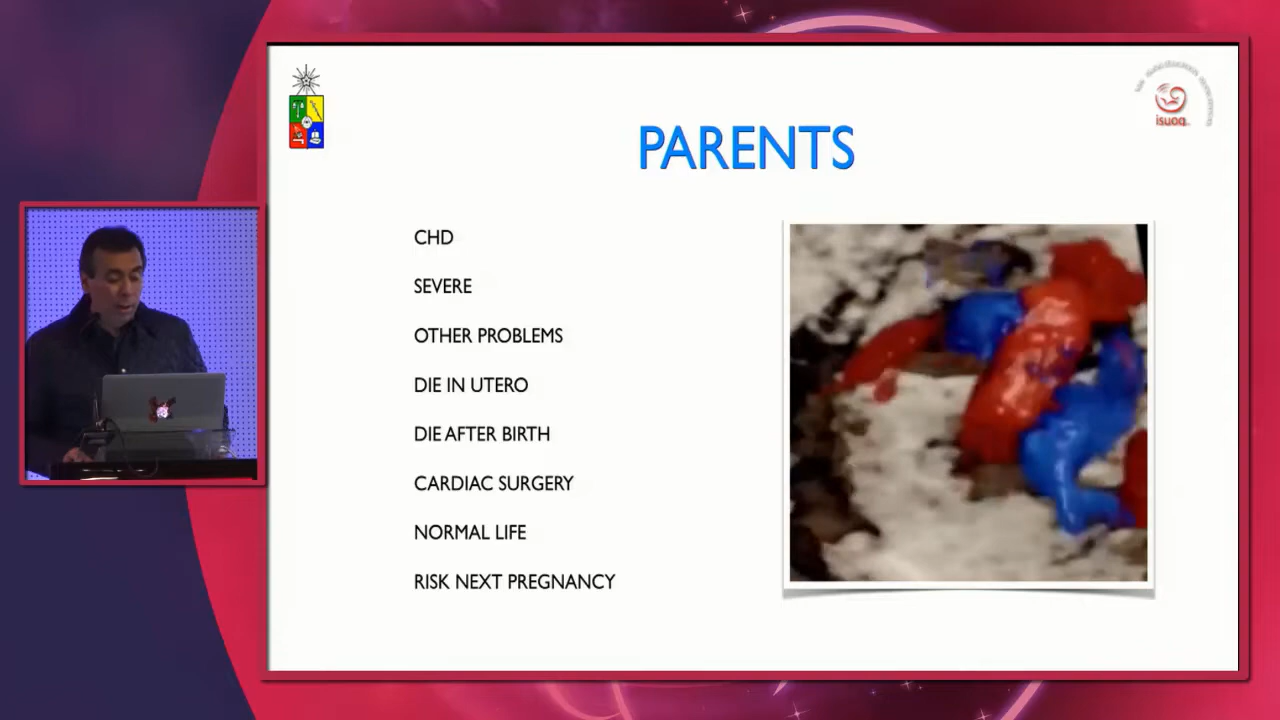 PARENTS
CHD
SEVERE
OTHER PROBLEMS
DIE IN UTERO
DIE AFTER BIRTH
CARDIAC SURGERY
NORMAL LIFE
RISK NEXT PREGNANCY
isuog